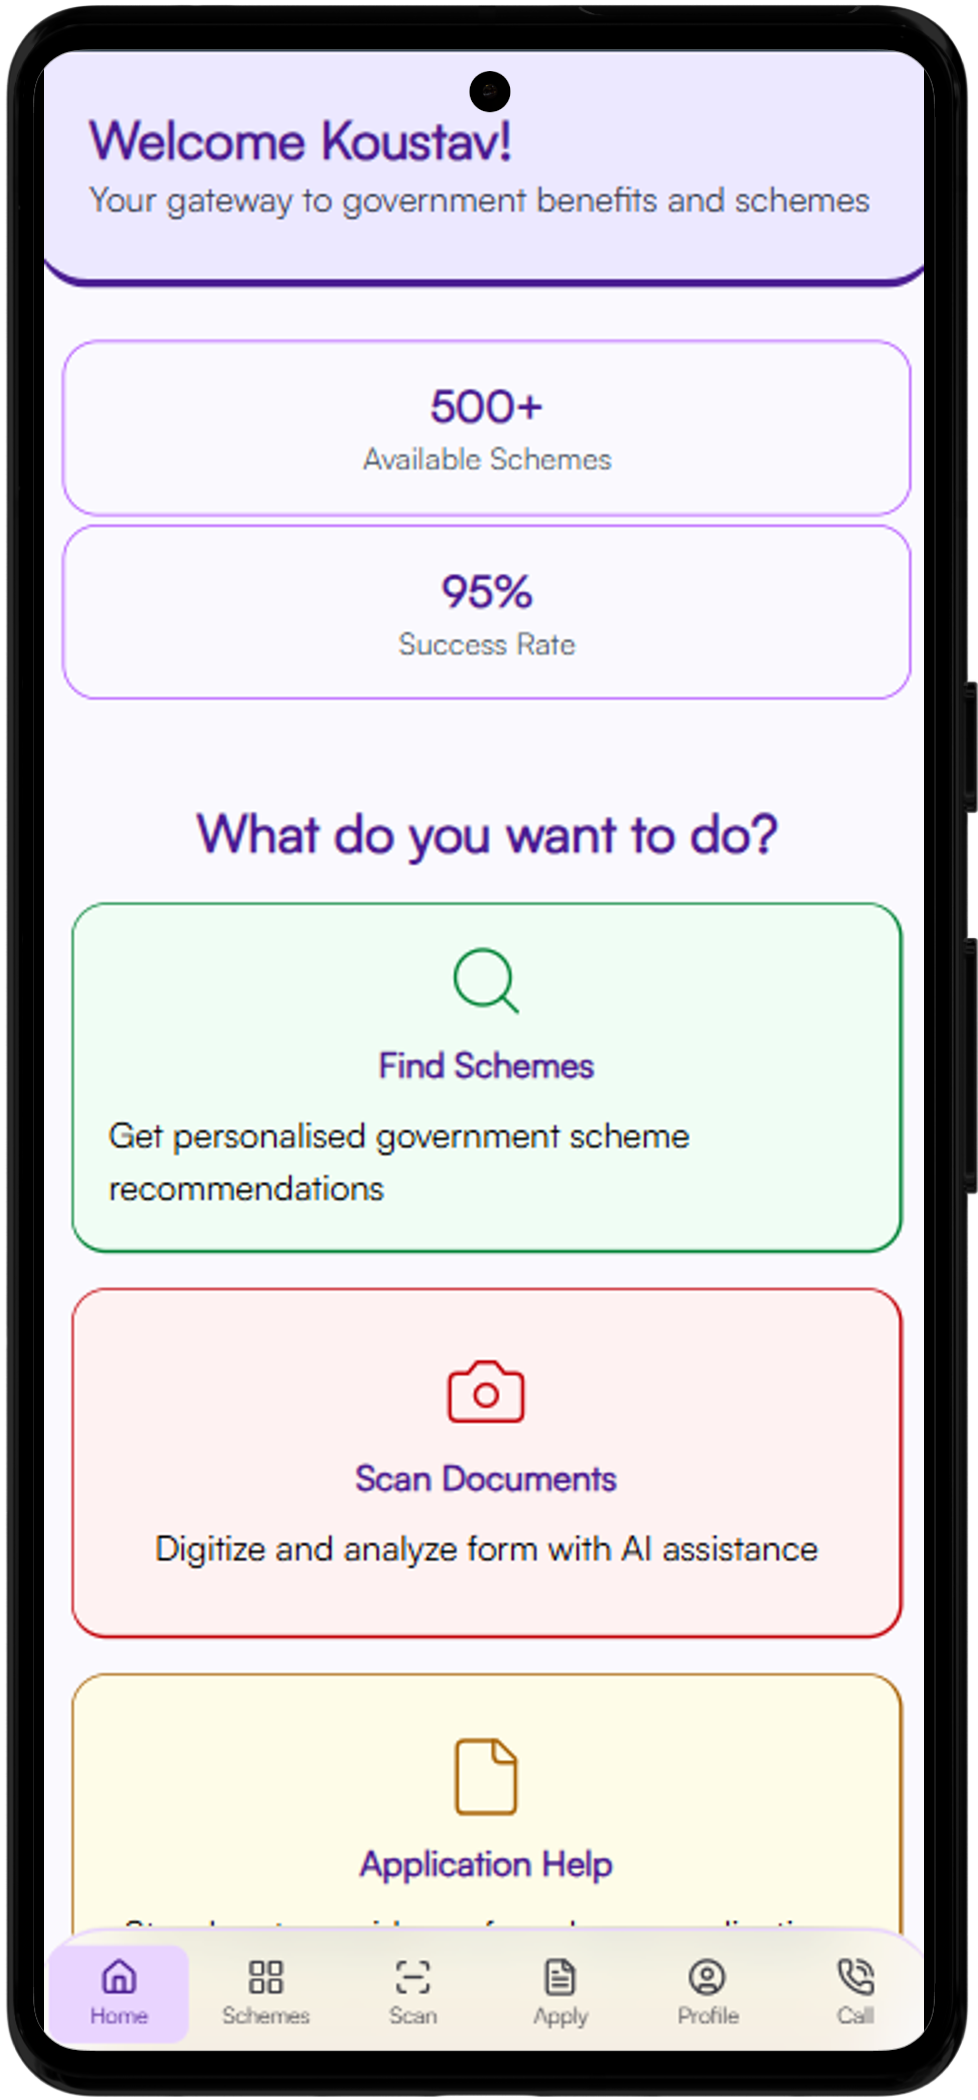 Welcome Koustav!
Your gateway to government benefits and schemes
500+
Available Schemes
95%
Success Rate
What do you want to do?
Find Schemes
Get personalised government scheme
recommendations
Scan Documents
Digitize and analyze form with AI assistance
Application Help
Home
Schemes
Scan
Apply
Profile
Call